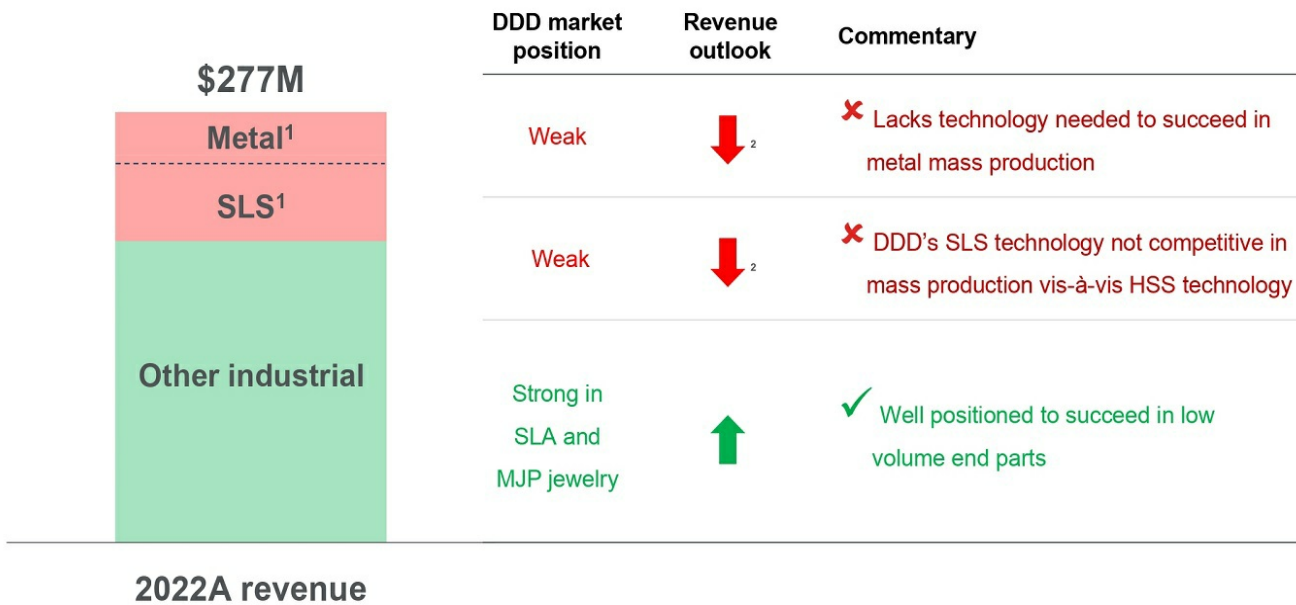 DDD market
position
Revenue
outlook
Commentary
$277M
Metal¹
Weak
2
✘ Lacks technology needed to succeed in
metal mass production
SLS¹
Weak
2
✘ DDD's SLS technology not competitive in
mass production vis-à-vis HSS technology
Other industrial
Strong in
SLA and
MJP jewelry
✓ Well positioned to succeed in low
volume end parts
2022A revenue